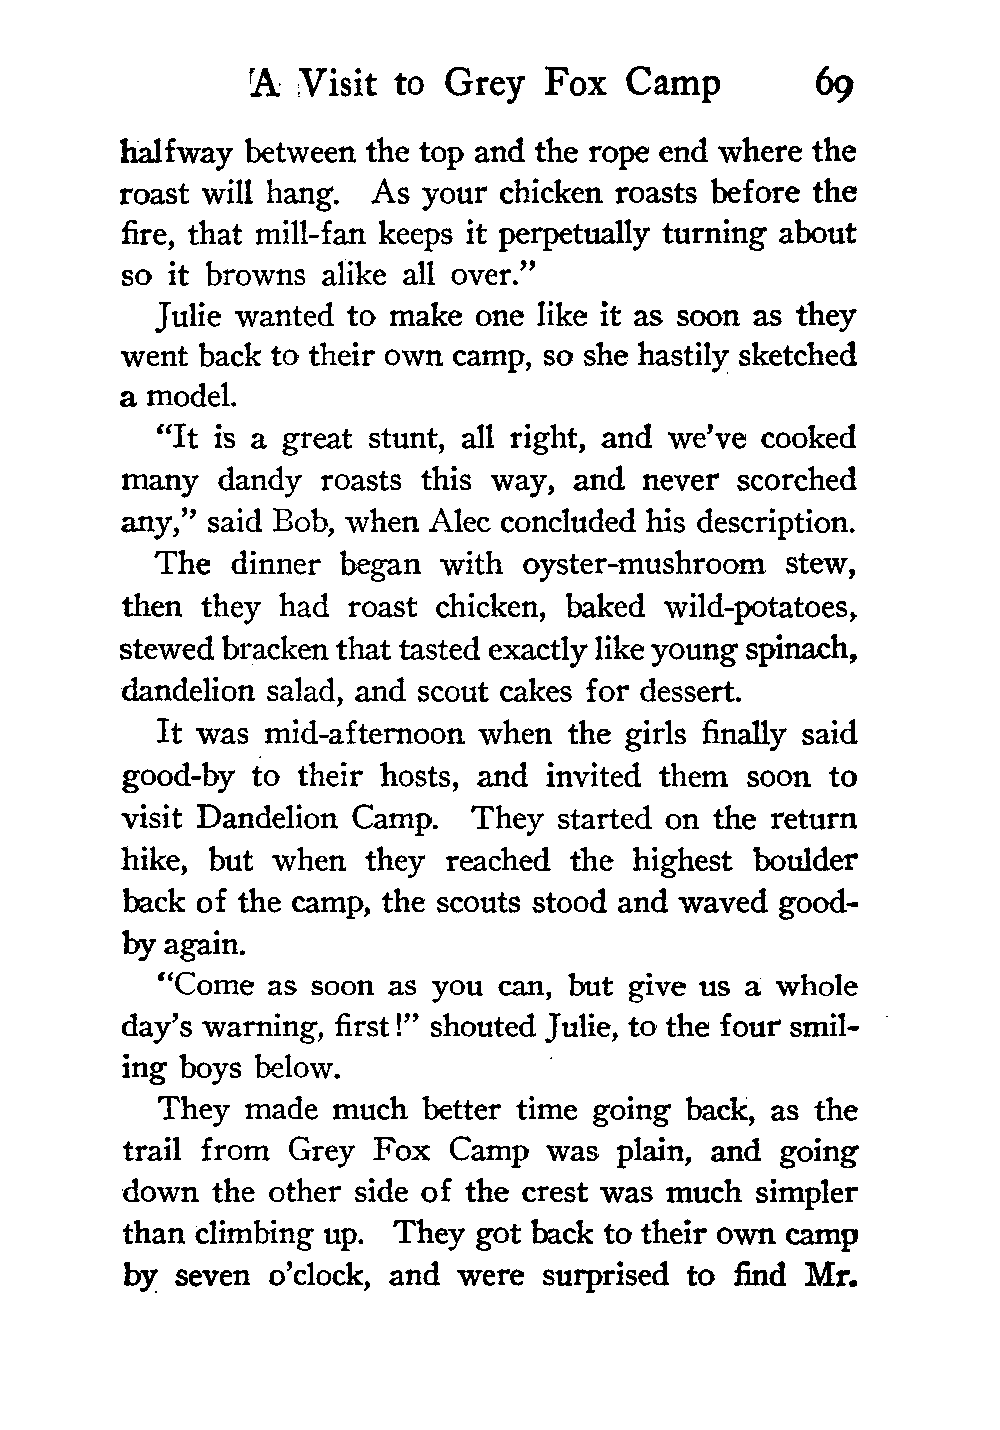 A Visit to Grey Fox Camp 69
halfway between the top and the rope end where the
roast will hang. As your chicken roasts before the
fire, that mill-fan keeps it perpetually turning about
so it browns alike all over.”
Julie wanted to make one like it as soon as they
went back to their own camp, so she hastily sketched
a model.
“It is a great stunt, all right, and we’ve cooked
many dandy roasts this way, and never scorched
any,” said Bob, when Alec concluded his description.
The dinner began with oyster-mushroom stew,
then they had roast chicken, baked wild-potatoes,
stewed bracken that tasted exactly like young spinach,
dandelion salad, and scout cakes for dessert.
It was mid-afternoon when the girls finally said
good-by to their hosts, and invited them soon to
visit Dandelion Camp. They started on the return
hike, but when they reached the highest boulder
back of the camp, the scouts stood and waved good-
by again.
“Come as soon as you can, but give us a whole
day’s warning, first!” shouted Julie, to the four smil-
ing boys below.
They made much better time going back, as the
trail from Grey Fox Camp was plain, and going
down the other side of the crest was much simpler
than climbing up. They got back to their own camp
by seven o’clock, and were surprised to find Mr.